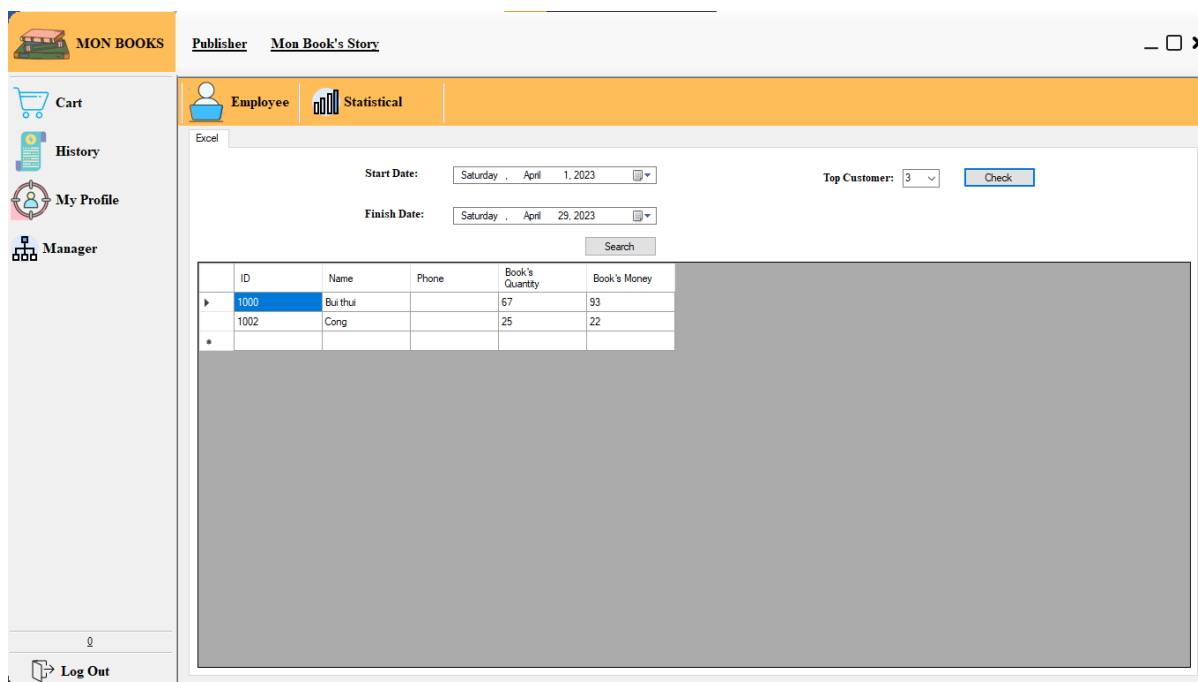 MON BOOKS
Publisher Mon Book's Story
Cart
History
My Profile
Manager
0
Log Out
Employee Statistical
Excel
Start Date: Saturday , April 1, 2023 Top Customer: 3 Check
Finish Date: Saturday , April 29, 2023
Search
ID Name Phone Book's Quantity Book's Money
1000 Bui thui 67 93
1002 Cong 25 22